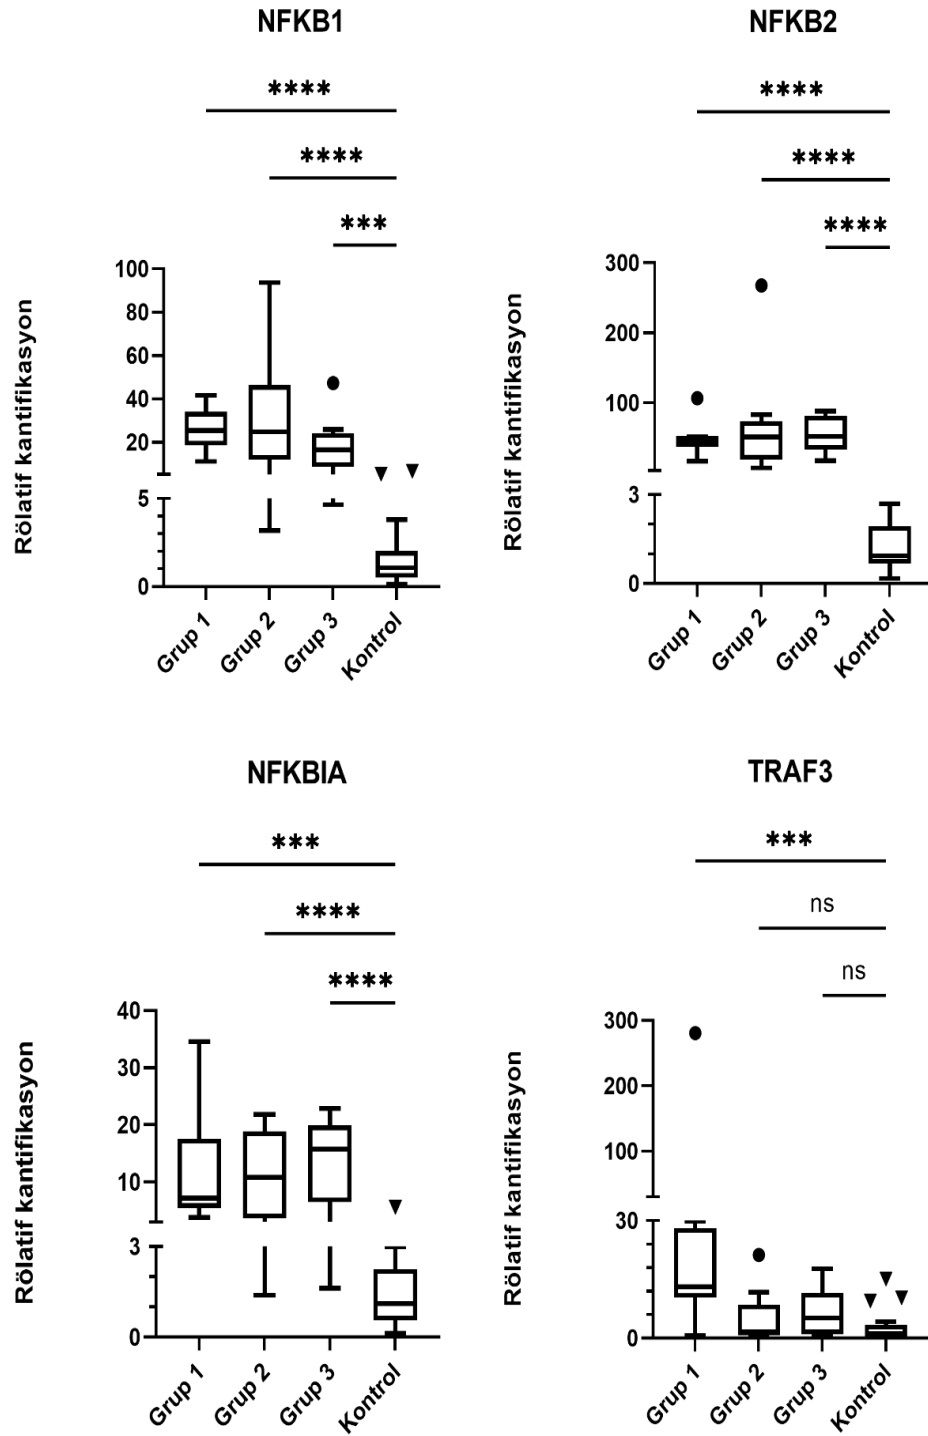 NFKB1
****
****
***
Rölatif kantifikasyon
100
80
60
40
20
5
0
Grup 1
Grup 2
Grup 3
Kontrol
NFKB2
****
****
****
Rölatif kantifikasyon
300
200
100
3
0
Grup 1
Grup 2
Grup 3
Kontrol
NFKBIA
***
****
****
Rölatif kantifikasyon
40
30
20
10
3
0
Grup 1
Grup 2
Grup 3
Kontrol
TRAF3
***
ns
ns
Rölatif kantifikasyon
300
200
100
30
0
Grup 1
Grup 2
Grup 3
Kontrol